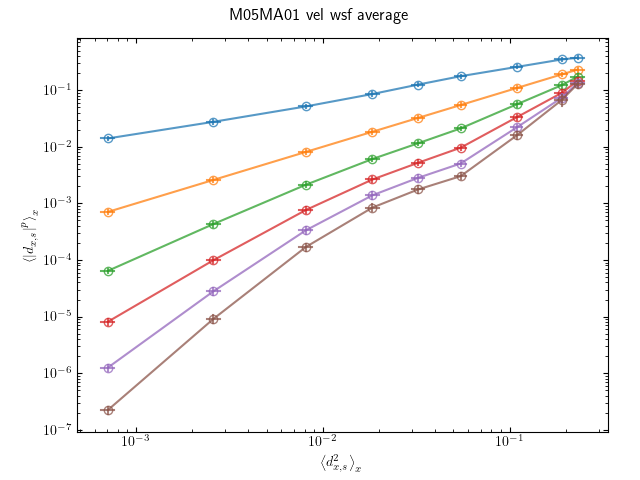 M05MA01 vel wsf average
⟨|d_{x,s}|^p⟩_x
10^{-1}
10^{-2}
10^{-3}
10^{-4}
10^{-5}
10^{-6}
10^{-7}
10^{-3} 10^{-2} 10^{-1}
⟨d^2_{x,s}⟩_x